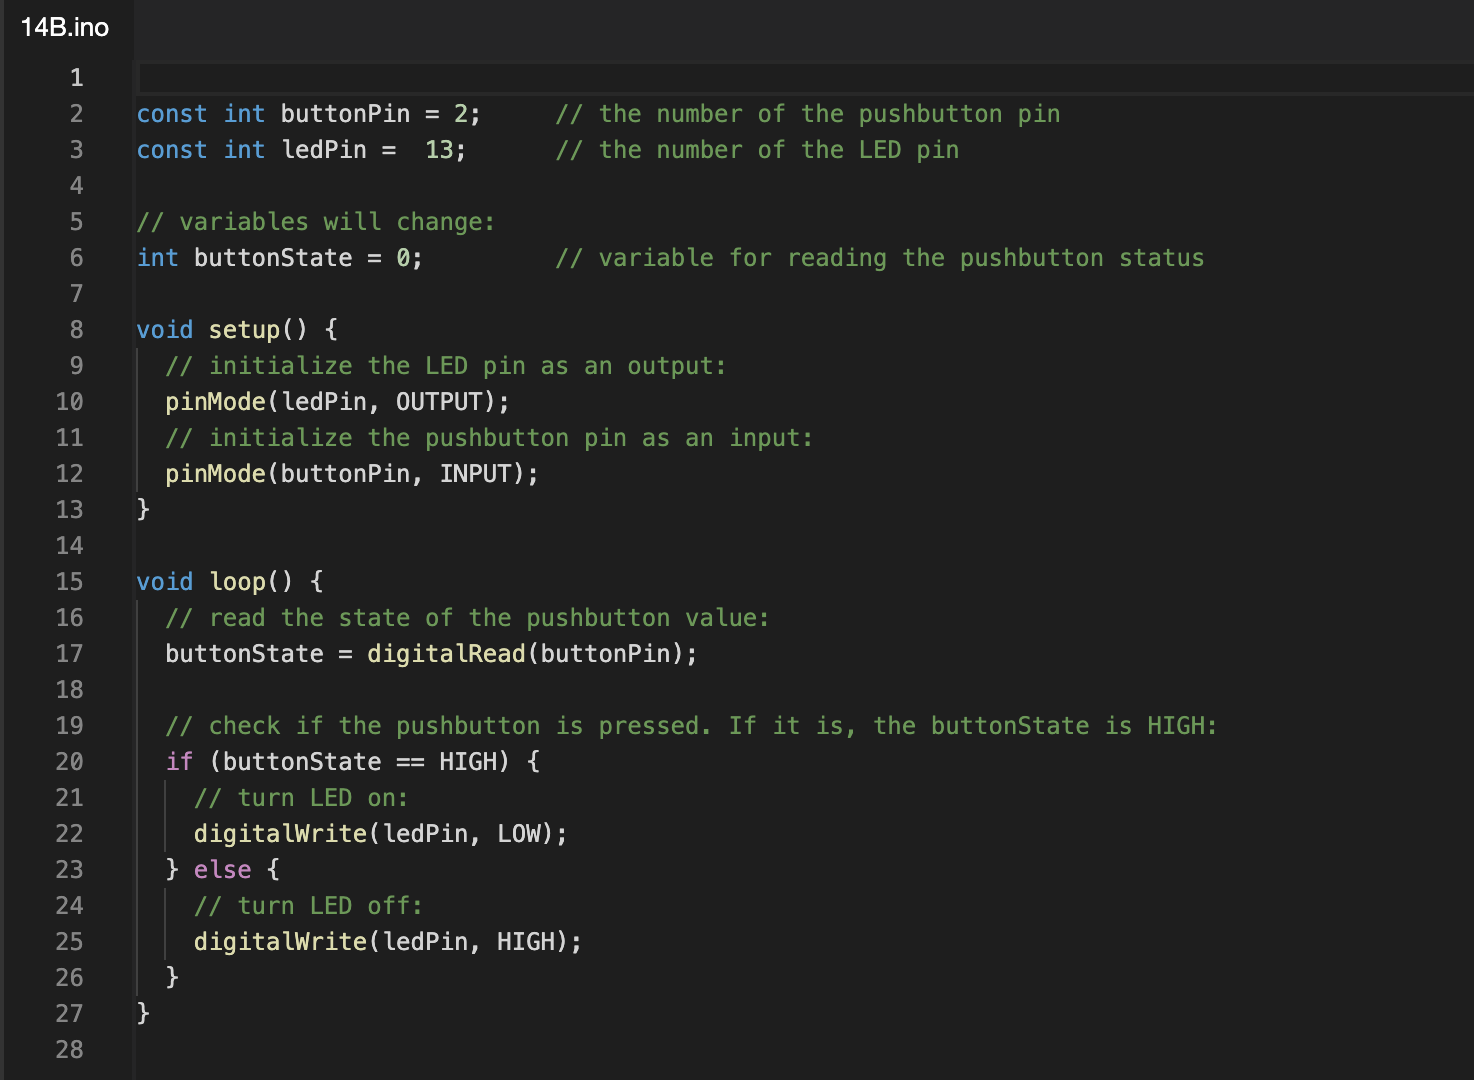 14B.ino
1
2 const int buttonPin = 2;     // the number of the pushbutton pin
3 const int ledPin =  13;      // the number of the LED pin
4
5 // variables will change:
6 int buttonState = 0;         // variable for reading the pushbutton status
7
8 void setup() {
9   // initialize the LED pin as an output:
10   pinMode(ledPin, OUTPUT);
11   // initialize the pushbutton pin as an input:
12   pinMode(buttonPin, INPUT);
13 }
14
15 void loop() {
16   // read the state of the pushbutton value:
17   buttonState = digitalRead(buttonPin);
18
19   // check if the pushbutton is pressed. If it is, the buttonState is HIGH:
20   if (buttonState == HIGH) {
21     // turn LED on:
22     digitalWrite(ledPin, LOW);
23   } else {
24     // turn LED off:
25     digitalWrite(ledPin, HIGH);
26   }
27 }
28